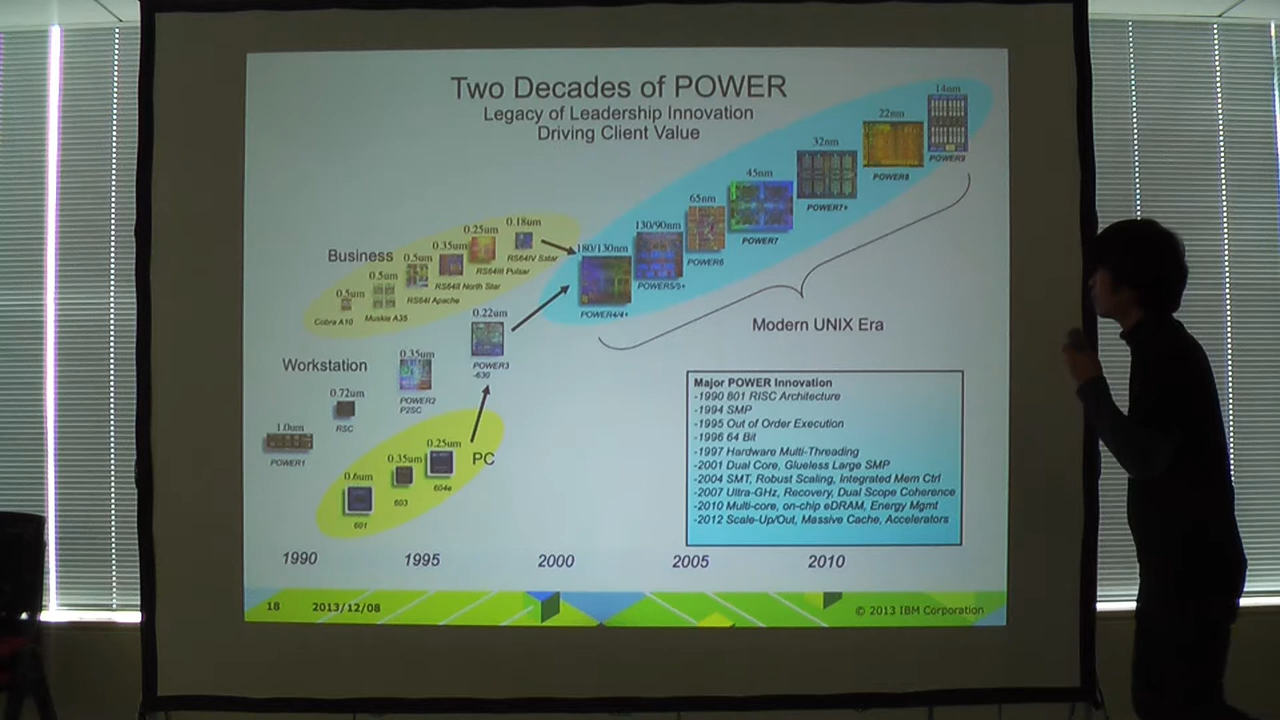 Two Decades of POWER
Legacy of Leadership Innovation
Driving Client Value
14nm
POWER9
22nm
POWER8
32nm
POWER7+
45nm
POWER7
65nm
POWER6
130/90nm
POWER5/5+
180/130nm
POWER4/4+
Modern UNIX Era
Business
0.5um
Cobra A10
0.5um
Muskie A35
0.5um
RS64I Apache
0.35um
RS64II North Star
0.25um
RS64III Pulsar
0.18um
RS64IV Sstar
Workstation
1.0um
POWER1
0.72um
RSC
0.35um
POWER2
P2SC
0.22um
POWER3
-630
PC
0.6um
601
0.35um
603
0.25um
604e
Major POWER Innovation
-1990 801 RISC Architecture
-1994 SMP
-1995 Out of Order Execution
-1996 64 Bit
-1997 Hardware Multi-Threading
-2001 Dual Core, Glueless Large SMP
-2004 SMT, Robust Scaling, Integrated Mem Ctrl
-2007 Ultra-GHz, Recovery, Dual Scope Coherence
-2010 Multi-core, on-chip eDRAM, Energy Mgmt
-2012 Scale-Up/Out, Massive Cache, Accelerators
1990 1995 2000 2005 2010
18 2013/12/08 © 2013 IBM Corporation